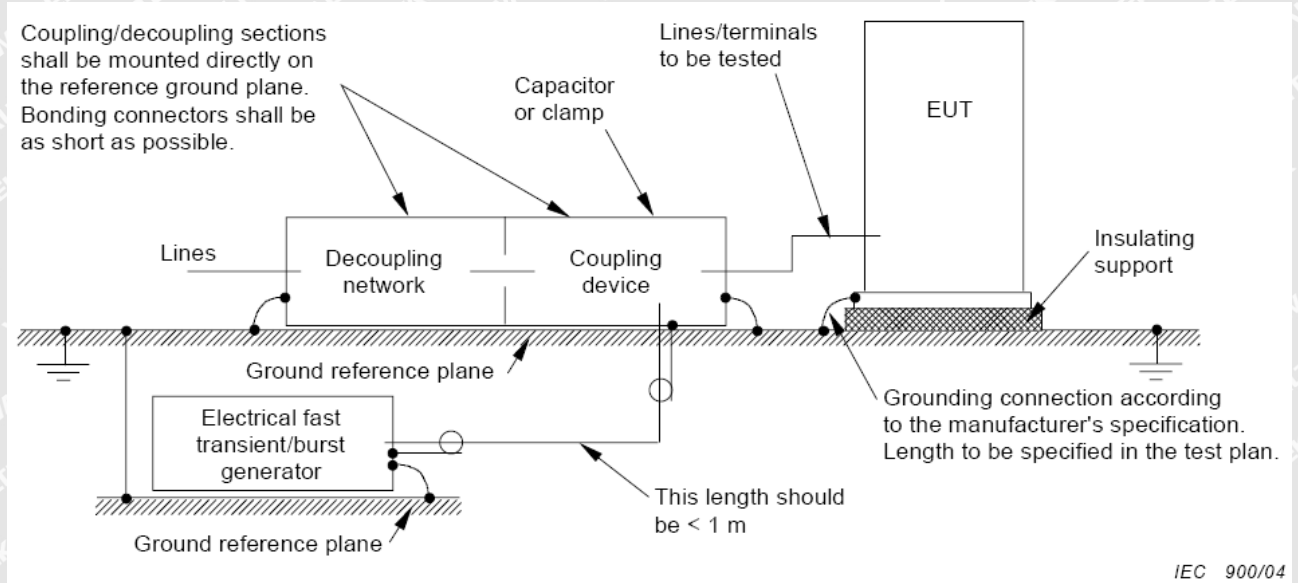 Coupling/decoupling sections
shall be mounted directly on
the reference ground plane.
Bonding connectors shall be
as short as possible.
Capacitor
or clamp
Lines/terminals
to be tested
EUT
Lines
Decoupling
network
Coupling
device
Insulating
support
Ground reference plane
Electrical fast
transient/burst
generator
Grounding connection according
to the manufacturer's specification.
Length to be specified in the test plan.
This length should
be < 1 m
Ground reference plane
IEC 900/04